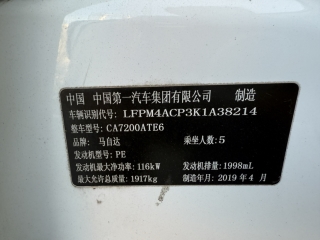 中国 中国第一汽车集团有限公司 制造
车辆识别代号: LFPM4ACP3K1A38214
整车型号: CA7200ATE6
品牌: 马自达 乘坐人数: 5
发动机型号: PE
发动机最大净功率: 116kW 发动机排量: 1998mL
最大允许总质量: 1917kg 制造年月: 2019 年 4 月